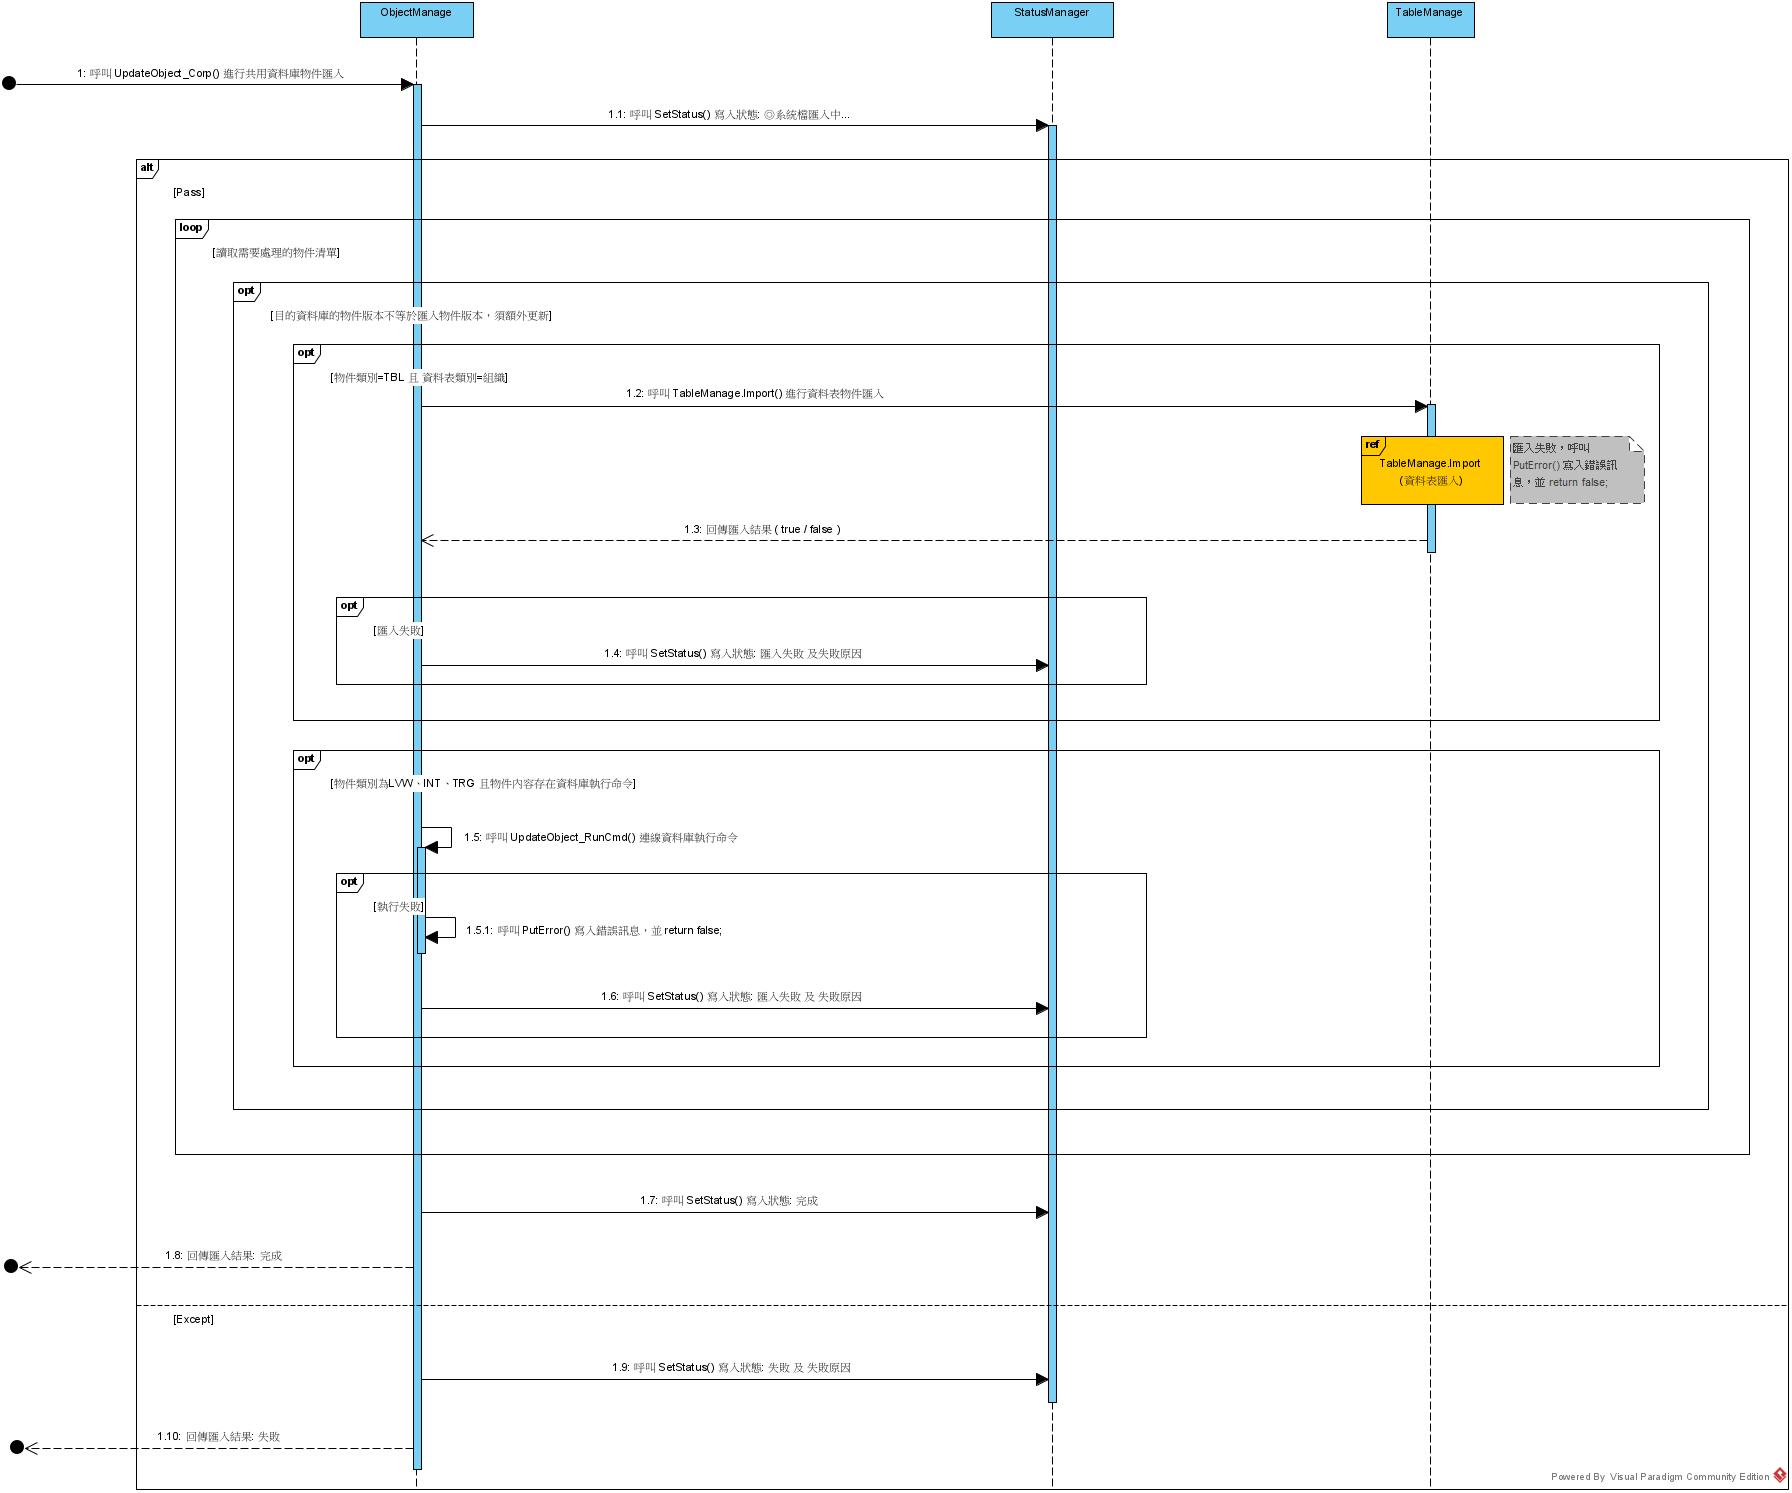 ObjectManage
StatusManager
TableManage
1: 呼叫 UpdateObject_Corp() 進行共用資料庫物件匯入
1.1: 呼叫 SetStatus() 寫入狀態: ◎系統檔匯入中...
alt
[Pass]
loop
[讀取需要處理的物件清單]
opt
[目的資料庫的物件版本不等於匯入物件版本，須額外更新]
opt
[物件類別=TBL 且 資料表類別=組織]
1.2: 呼叫 TableManage.Import() 進行資料表物件匯入
ref
TableManage.Import
(資料表匯入)
匯入失敗，呼叫
PutError() 寫入錯誤訊
息，並 return false;
1.3: 回傳匯入結果 ( true / false )
opt
[匯入失敗]
1.4: 呼叫 SetStatus() 寫入狀態: 匯入失敗 及失敗原因
opt
[物件類別為LVW、INT、TRG 且物件內容存在資料庫執行命令]
1.5: 呼叫 UpdateObject_RunCmd() 連線資料庫執行命令
opt
[執行失敗]
1.5.1: 呼叫 PutError() 寫入錯誤訊息，並 return false;
1.6: 呼叫 SetStatus() 寫入狀態: 匯入失敗 及 失敗原因
1.7: 呼叫 SetStatus() 寫入狀態: 完成
1.8: 回傳匯入結果: 完成
[Except]
1.9: 呼叫 SetStatus() 寫入狀態: 失敗 及 失敗原因
1.10: 回傳匯入結果: 失敗
Powered By Visual Paradigm Community Edition